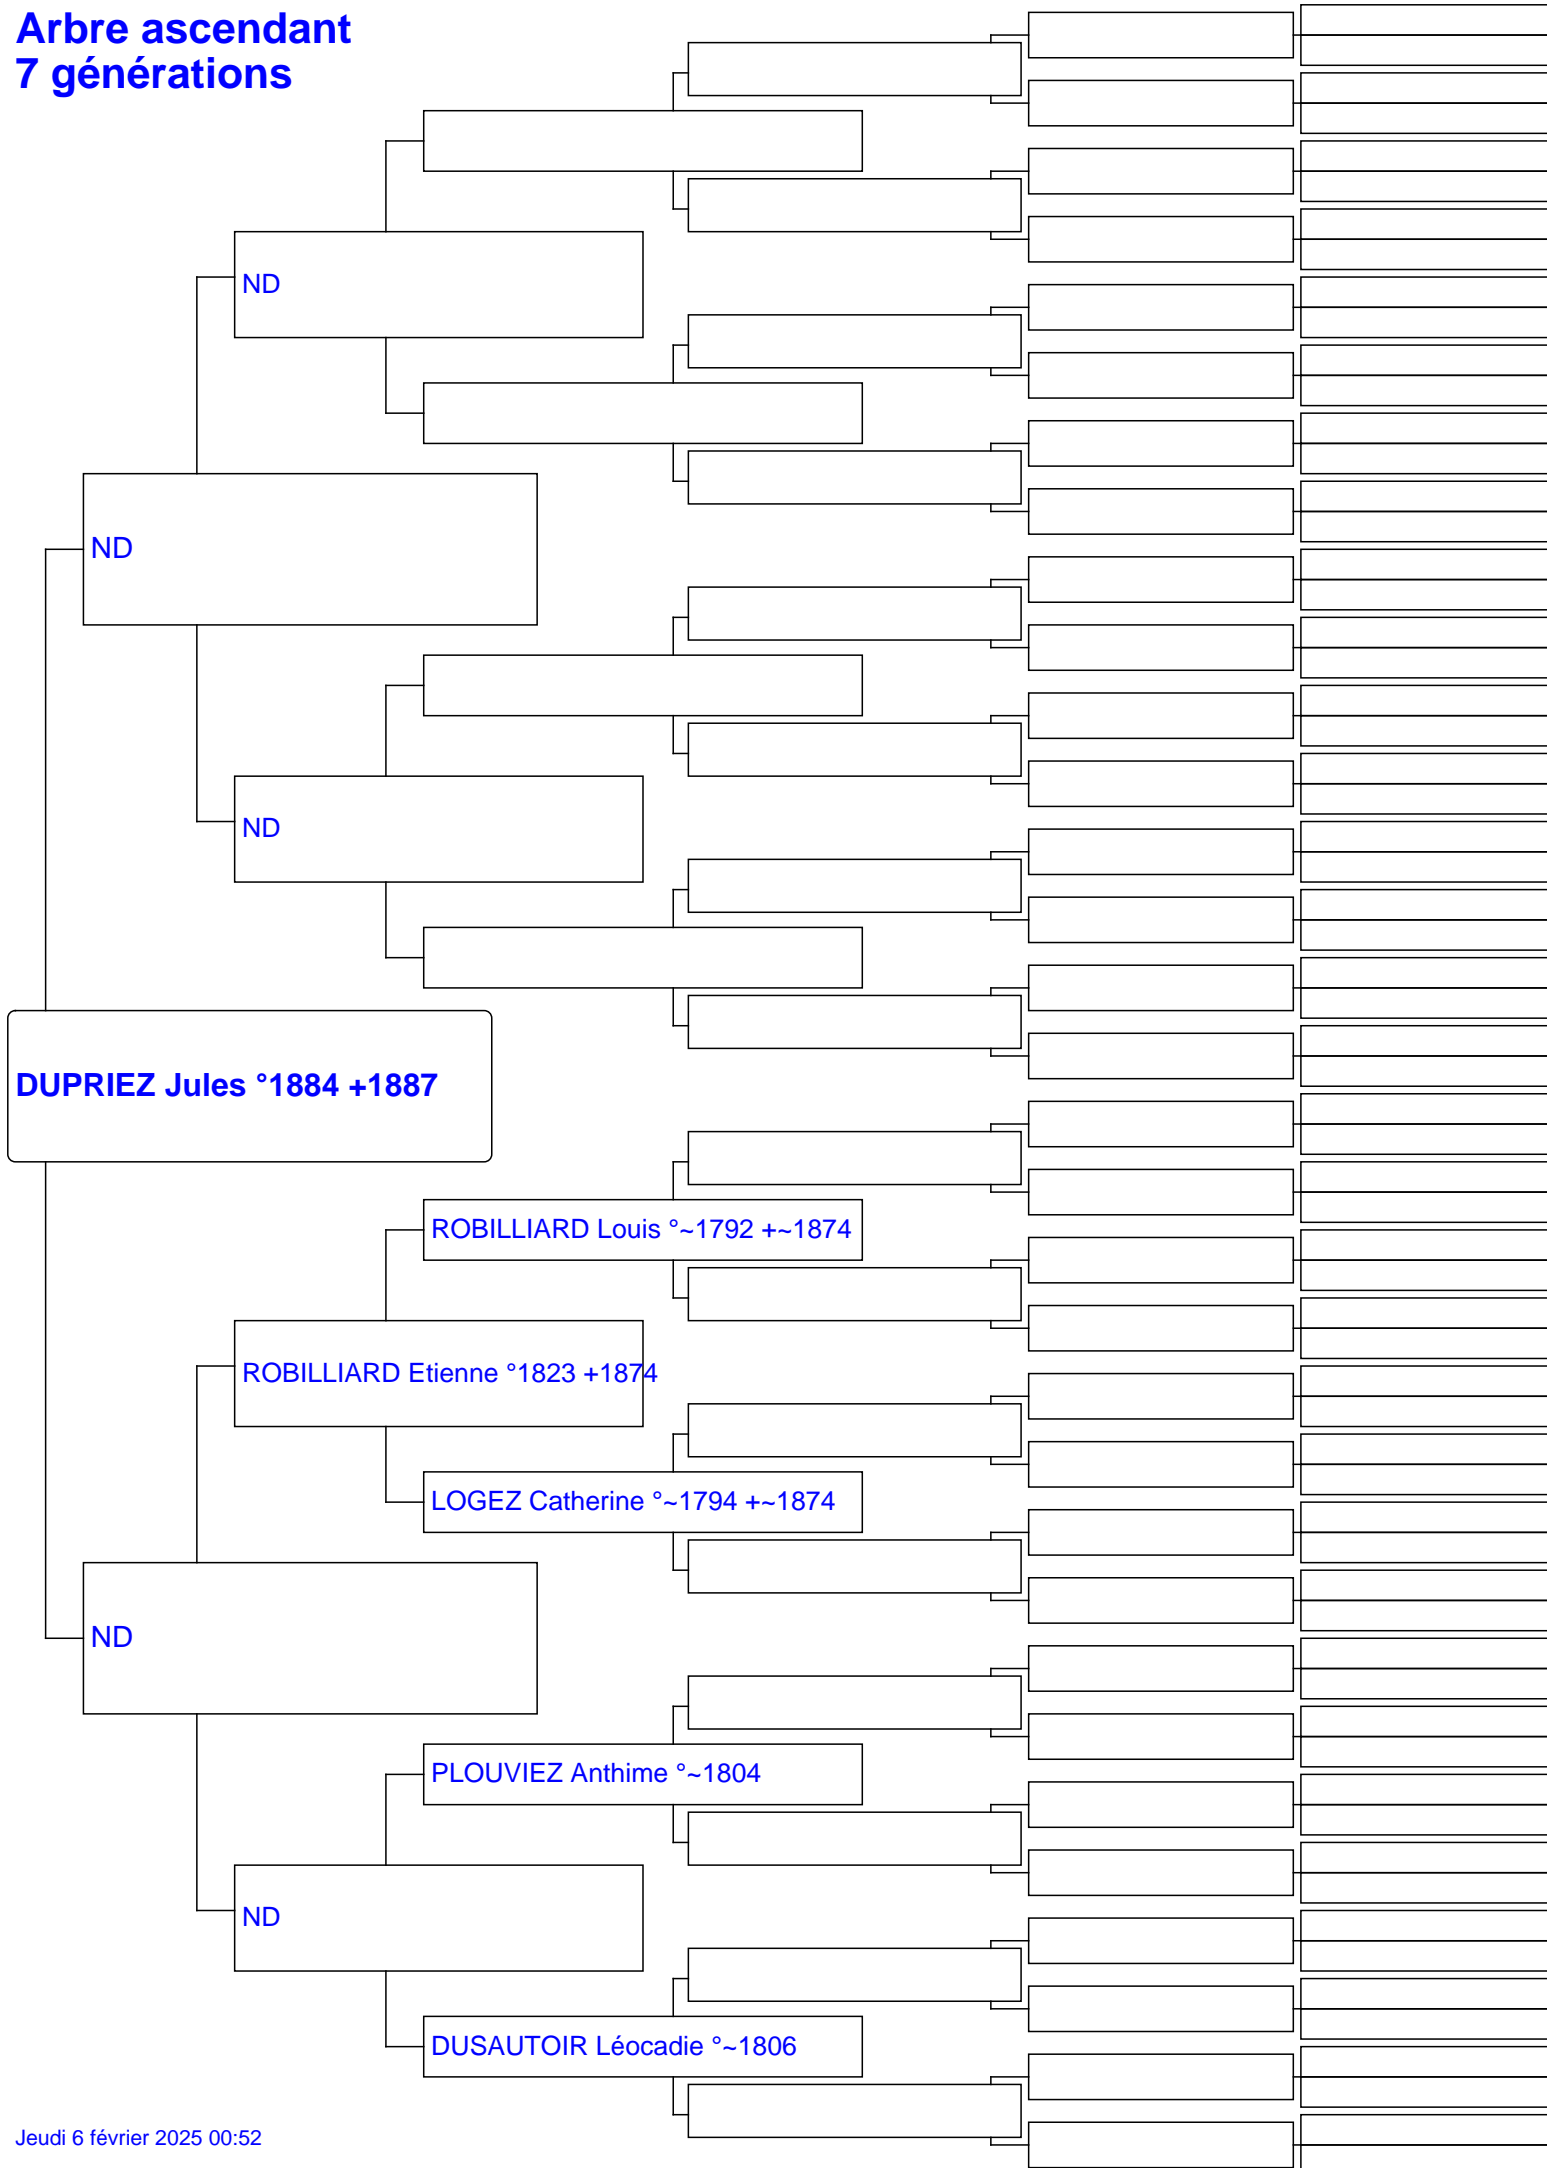 Arbre ascendant
7 générations
ND
ND
ND
DUPRIEZ Jules °1884 +1887
ROBILLIARD Louis °~1792 +~1874
ROBILLIARD Etienne °1823 +1874
LOGEZ Catherine °~1794 +~1874
ND
PLOUVIEZ Anthime °~1804
ND
DUSAUTOIR Léocadie °~1806
Jeudi 6 février 2025 00:52